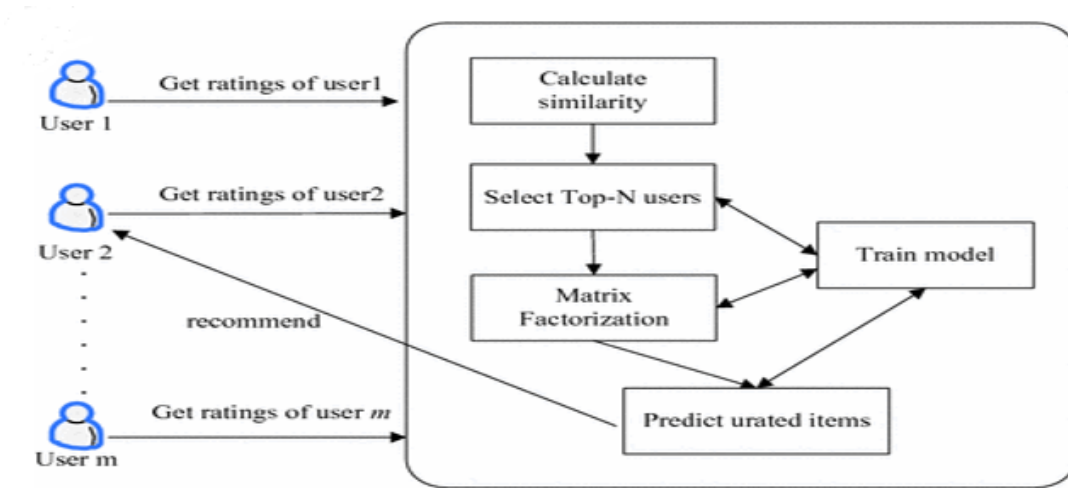 Get ratings of user1
User 1
Calculate
similarity
Get ratings of user2
User 2
Select Top-N users
Train model
Matrix
Factorization
recommend
Get ratings of user m
User m
Predict urated items